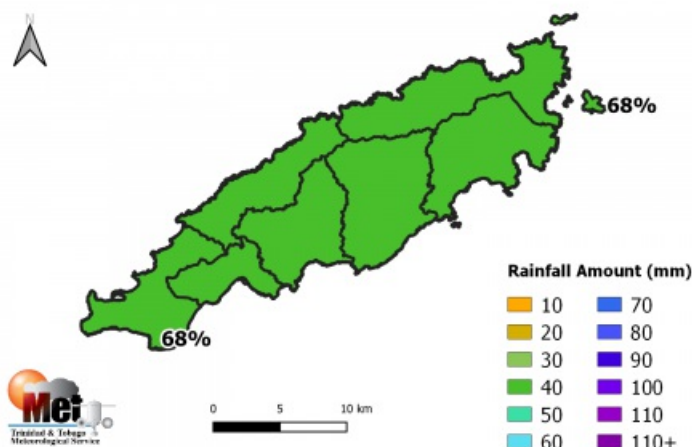 N
68%
68%
Rainfall Amount (mm)
10 70
20 80
30 90
40 100
50 110
60 110+
0 5 10 km
Met
Trinidad & Tobago
Meteorological Service